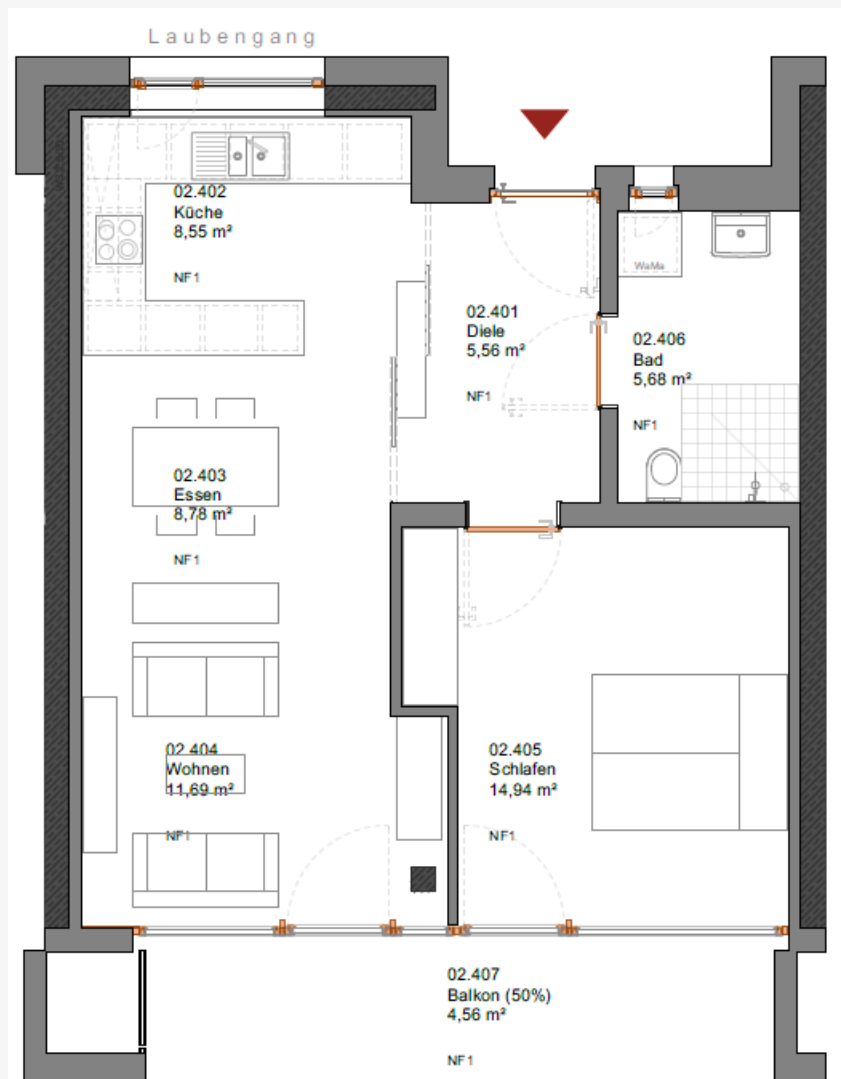 Laubengang
02.402
Küche
8,55 m²
NF1
WaMa
02.401
Diele
5,56 m²
NF1
02.406
Bad
5,68 m²
NF1
02.403
Essen
8,78 m²
NF1
02.404
Wohnen
11,69 m²
NF1
02.405
Schlafen
14,94 m²
NF1
02.407
Balkon (50%)
4,56 m²
NF1